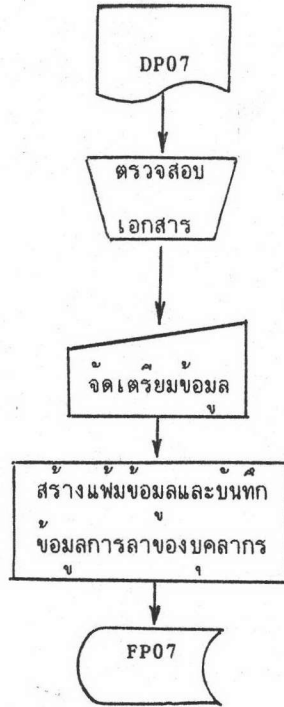 DP07
ตรวจสอบ
เอกสาร
จัดเตรียมข้อมูล
สร้างแฟ้มข้อมูลและบันทึก
ข้อมูลการลาของบุคลากร
FP07